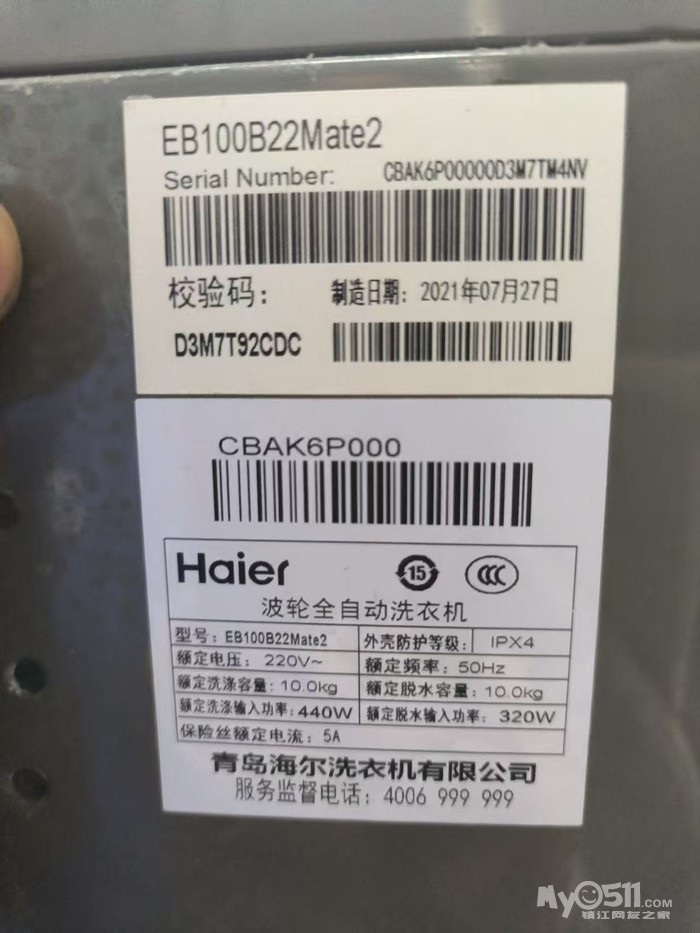 EB100B22Mate2
Serial Number: CBAK6P00000D3M7TM4NV
校验码: 制造日期: 2021年07月27日
D3M7T92CDC
CBAK6P000
Haier 15 CCC
波轮全自动洗衣机
型号: EB100B22Mate2 外壳防护等级: IPX4
额定电压: 220V~ 额定频率: 50Hz
额定洗涤容量: 10.0kg 额定脱水容量: 10.0kg
额定洗涤输入功率: 440W 额定脱水输入功率: 320W
保险丝额定电流: 5A
青岛海尔洗衣机有限公司
服务监督电话: 4006 999 999
My0511.COM
镇江网友之家